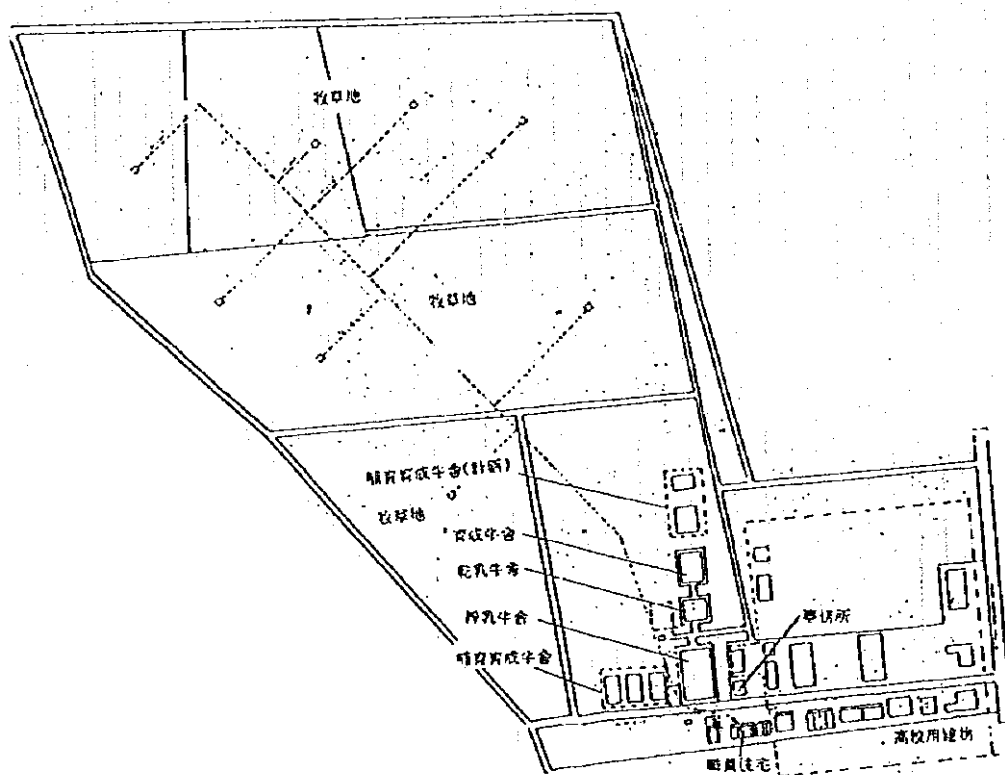 牧草地
牧草地
哺育育成牛舎(計画)
牧草地
育成牛舎
乾乳牛舎
搾乳牛舎
哺育育成牛舎
事務所
高校用建物
職員住宅